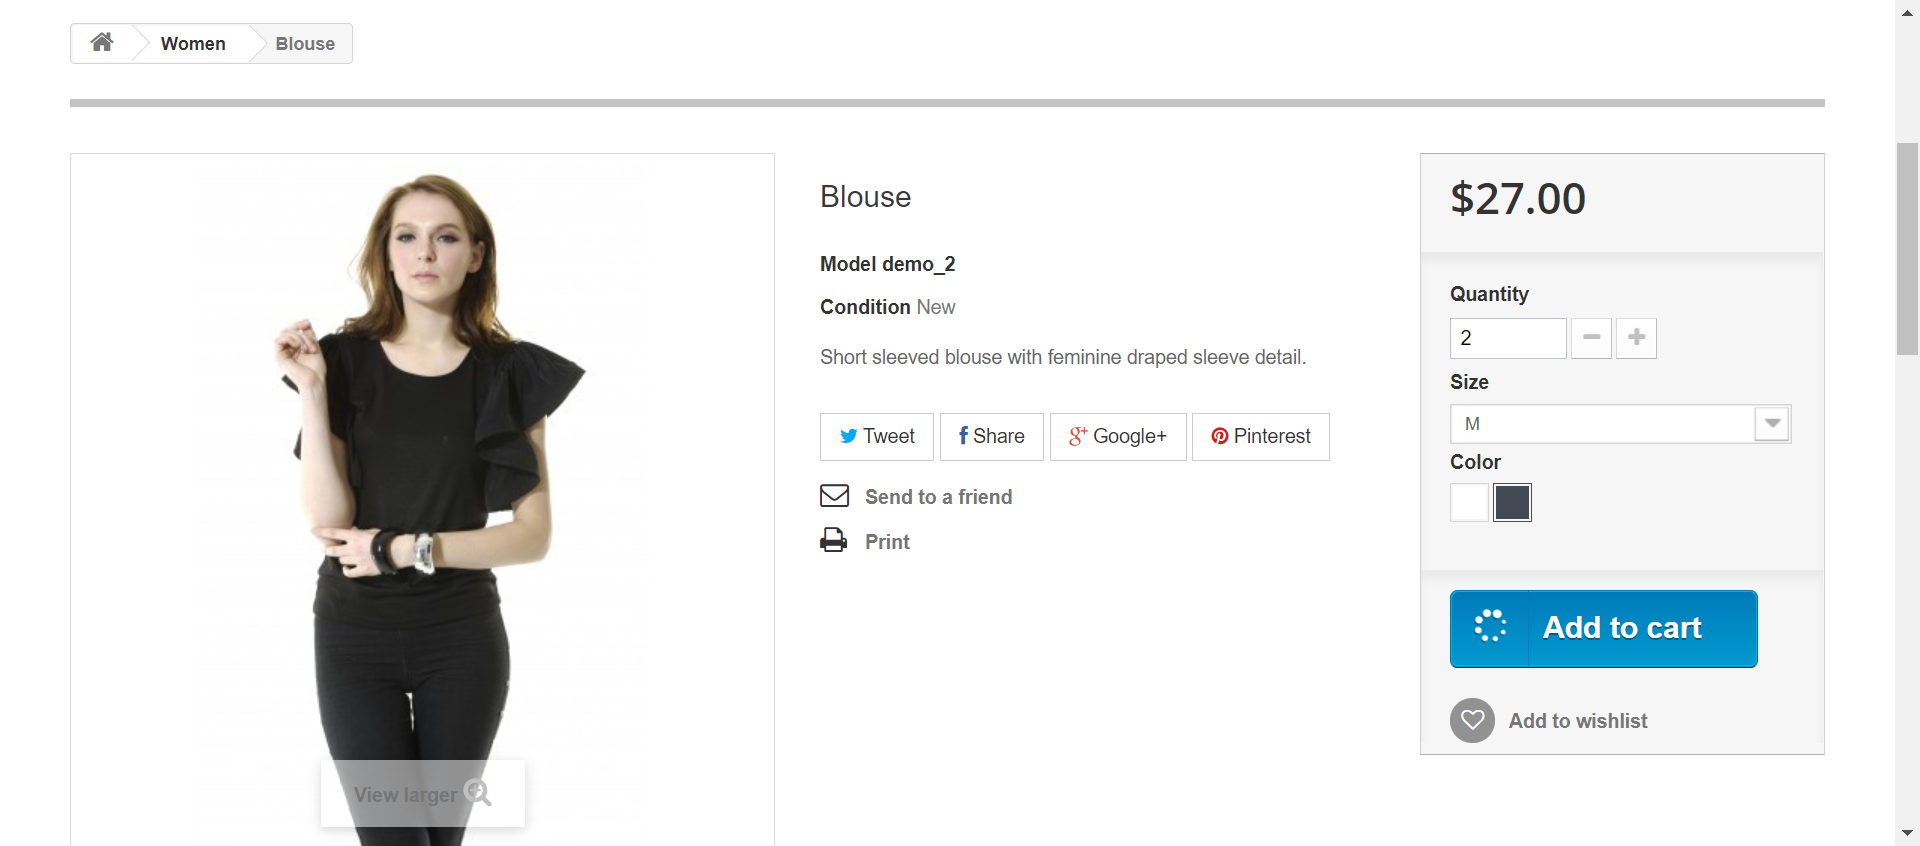 Women
Blouse
Blouse
Model demo_2
Condition New
Short sleeved blouse with feminine draped sleeve detail.
Tweet
Share
Google+
Pinterest
Send to a friend
Print
View larger
$27.00
Quantity
2
Size
M
Color
Add to cart
Add to wishlist